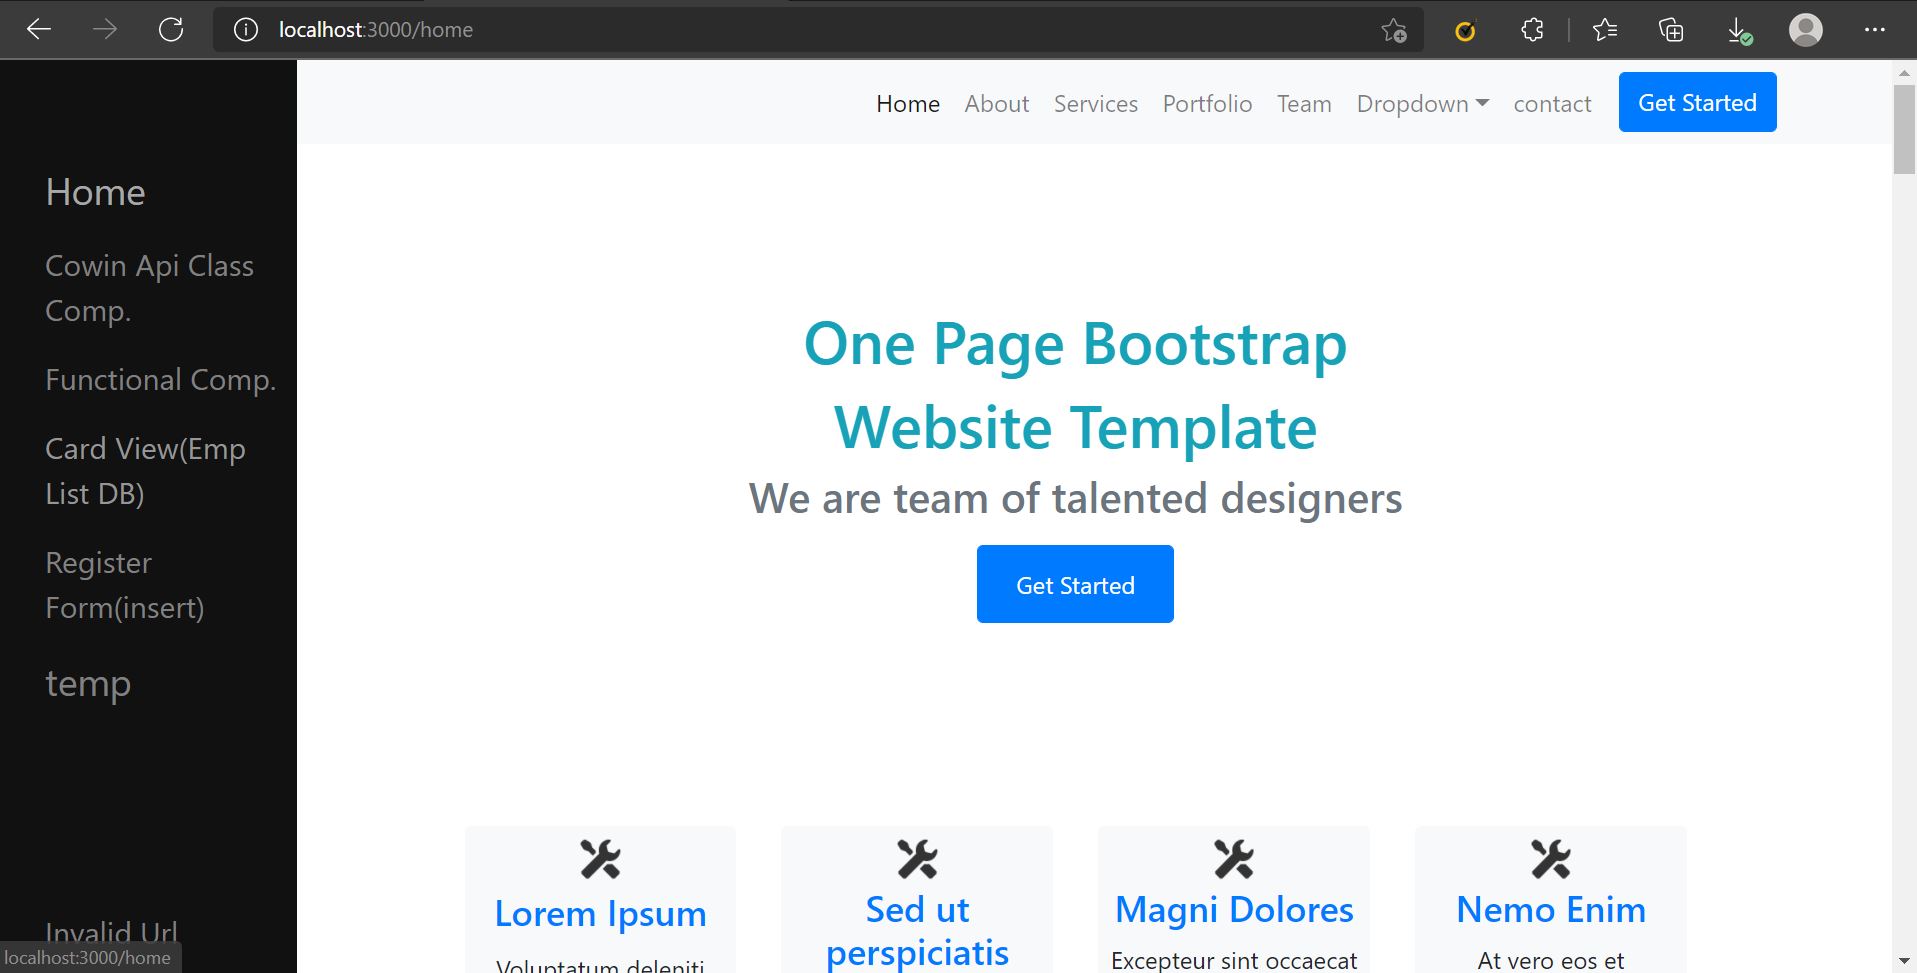 localhost:3000/home
Home About Services Portfolio Team Dropdown contact Get Started
Home
Cowin Api Class
Comp.
Functional Comp.
Card View(Emp
List DB)
Register
Form(insert)
temp
Invalid Url
localhost:3000/home
One Page Bootstrap
Website Template
We are team of talented designers
Get Started
Lorem Ipsum
Voluptatum deleniti
Sed ut
perspiciatis
Magni Dolores
Excepteur sint occaecat
Nemo Enim
At vero eos et